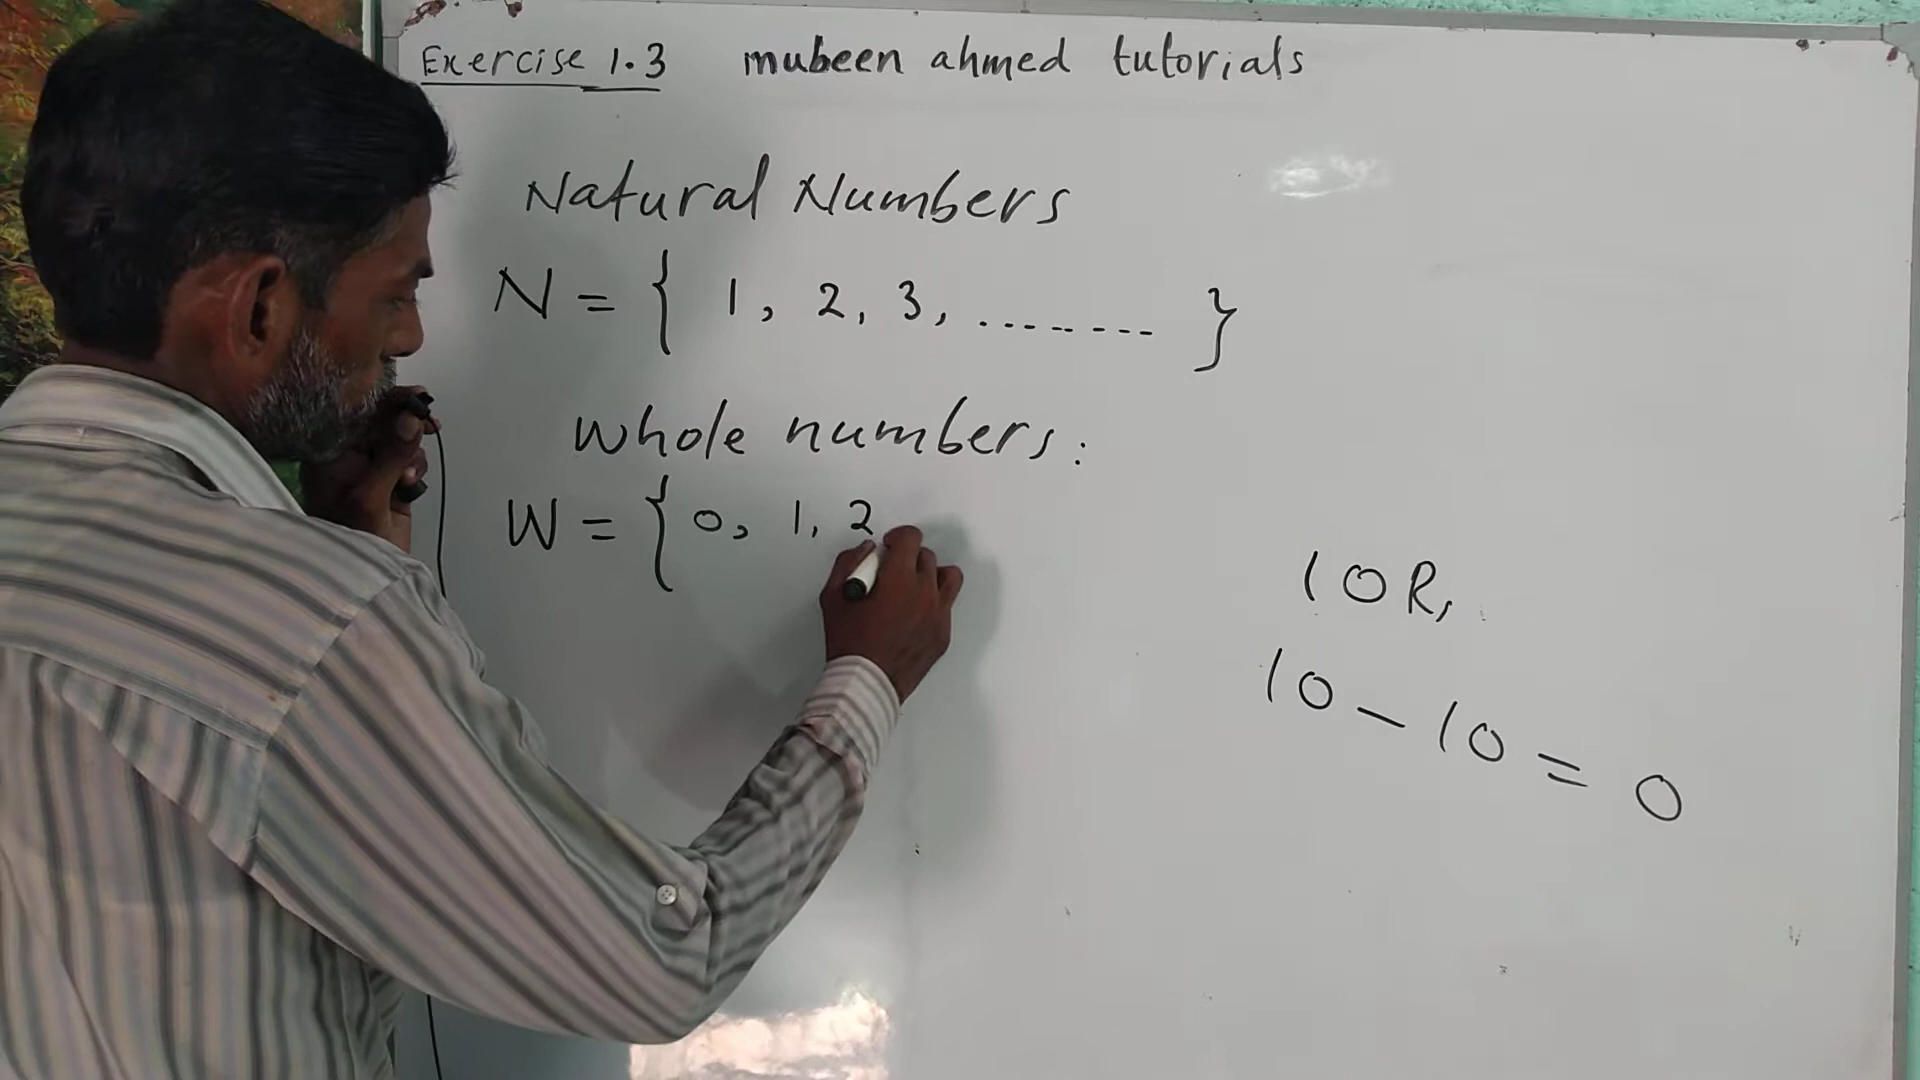 Exercise 1.3 mubeen ahmed tutorials
Natural Numbers
N = { 1, 2, 3, ......... }
Whole numbers:
W = { 0, 1, 2
10 R,
10 - 10 = 0